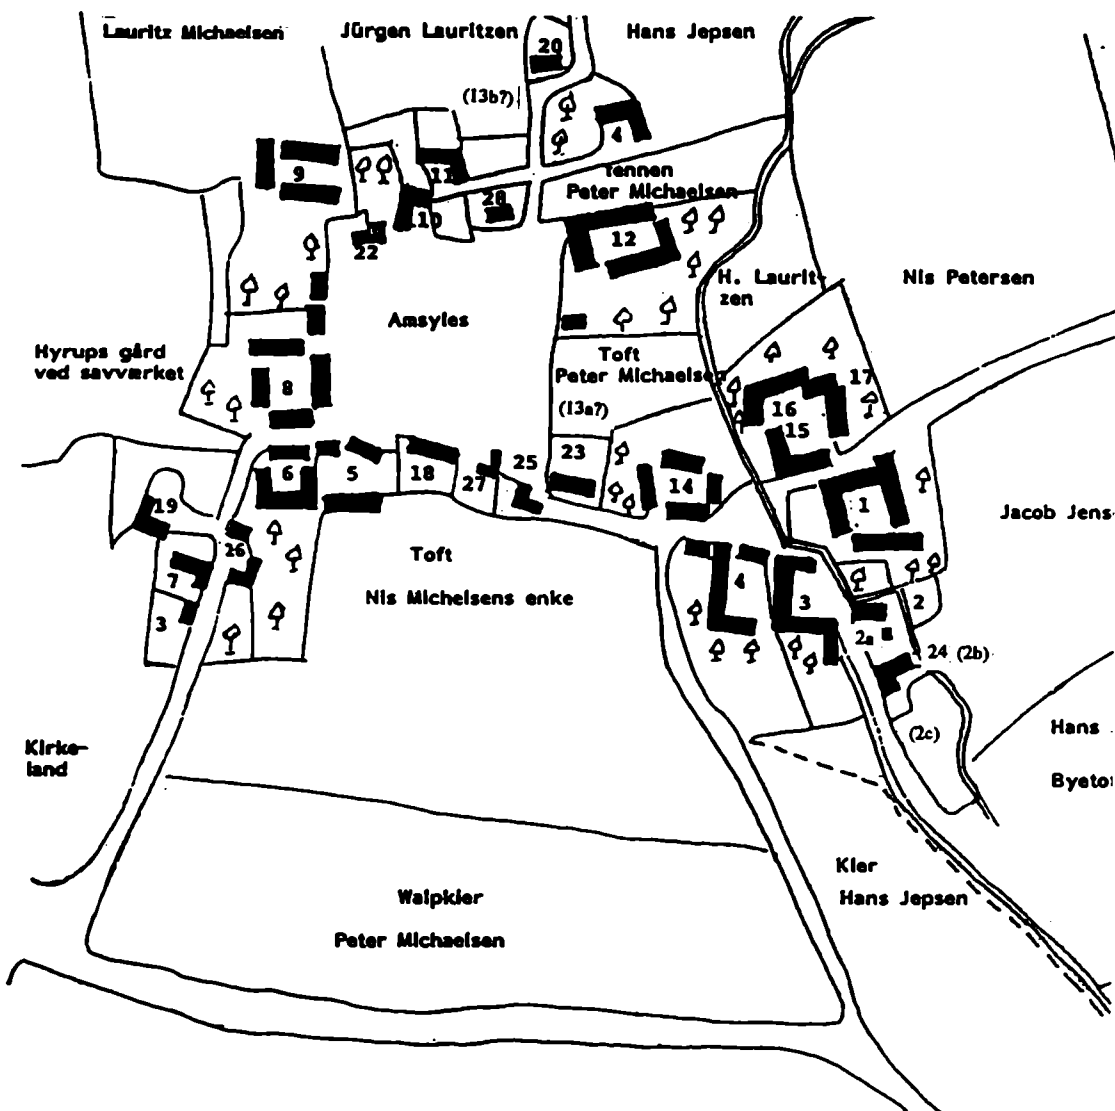 Lauritz Michaelsen
Jürgen Lauritzen
Hans Jepsen
20
(13b?)
4
9
11
Tennen
Peter Michaelsen
28
10
22
12
H. Laurit-
zen
Nis Petersen
Amsyles
Hyrups gård
ved savværket
Toft
Peter Michaelsen
(13a?)
8
17
16
15
23
25
6
5
18
27
14
1
19
26
Jacob Jens
Toft
Nis Michelsens enke
7
3
4
3
2
2a
24 (2b)
(2c)
Kirke-
land
Hans
Byeto
Kier
Hans Jepsen
Walpkier
Peter Michaelsen